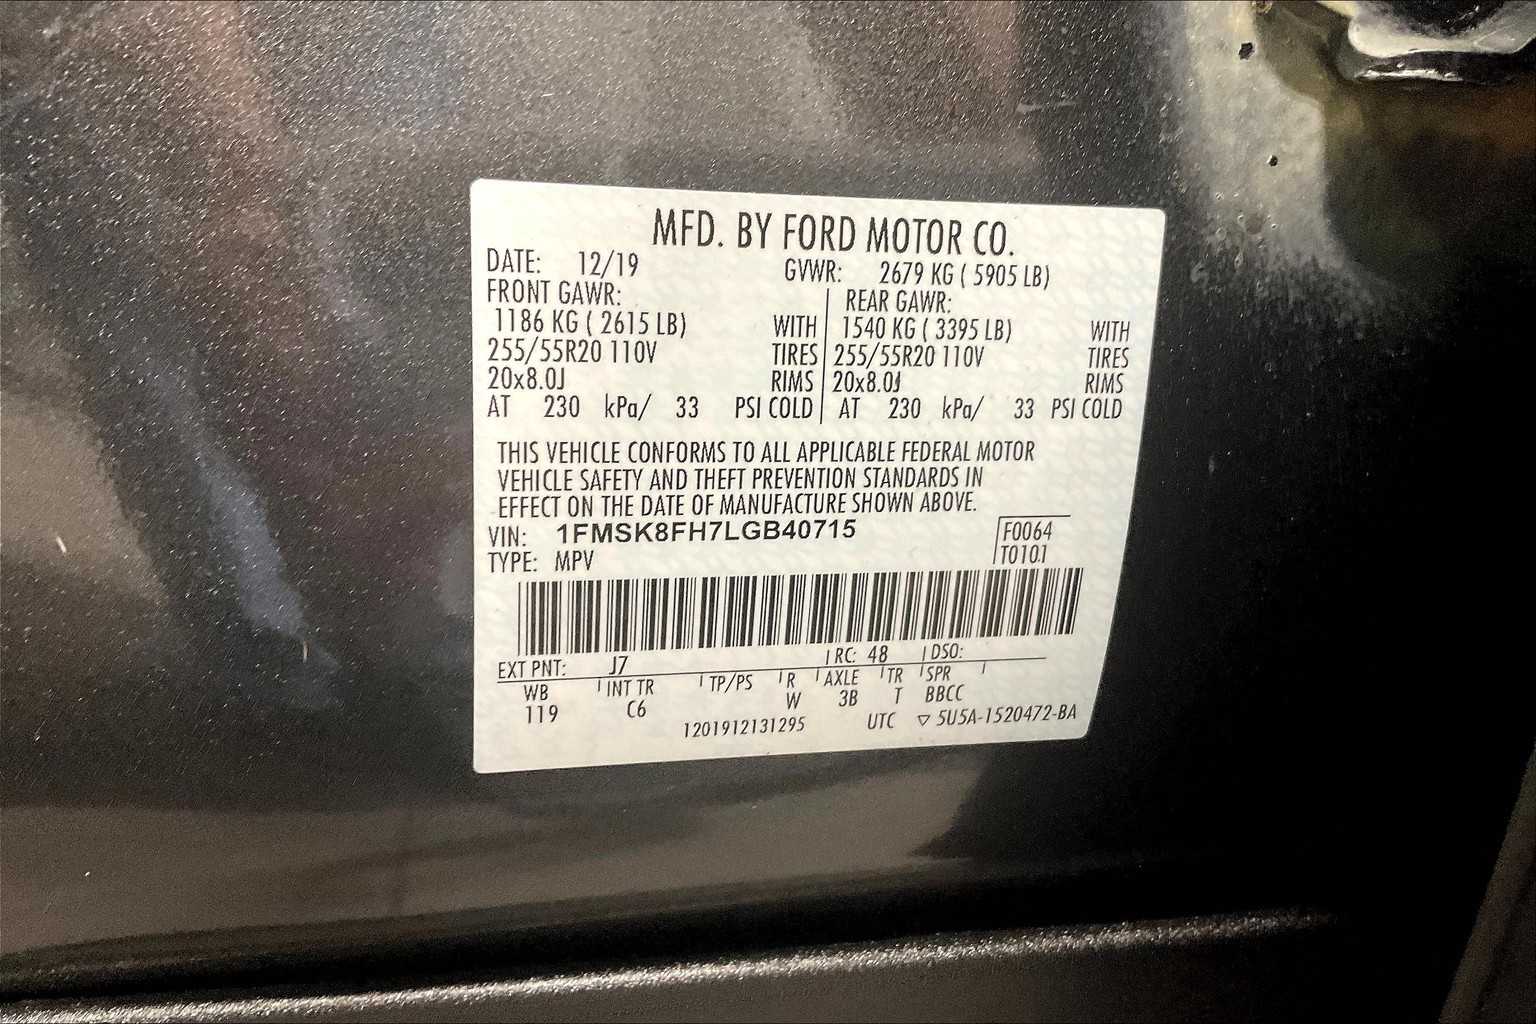 MFD. BY FORD MOTOR CO.
DATE: 12/19 GVWR: 2679 KG ( 5905 LB)
FRONT GAWR: REAR GAWR:
1186 KG ( 2615 LB) WITH 1540 KG ( 3395 LB) WITH
255/55R20 110V TIRES 255/55R20 110V TIRES
20x8.0J RIMS 20x8.0J RIMS
AT 230 kPa/ 33 PSI COLD AT 230 kPa/ 33 PSI COLD
THIS VEHICLE CONFORMS TO ALL APPLICABLE FEDERAL MOTOR
VEHICLE SAFETY AND THEFT PREVENTION STANDARDS IN
EFFECT ON THE DATE OF MANUFACTURE SHOWN ABOVE.
VIN: 1FMSK8FH7LGB40715 F0064
TYPE: MPV T0101
EXT PNT: J7 RC: 48 DSO:
WB INT TR TP/PS R AXLE TR SPR
119 C6 W 3B T BBCC
1201912131295 UTC ▽ 5U5A-1520472-BA